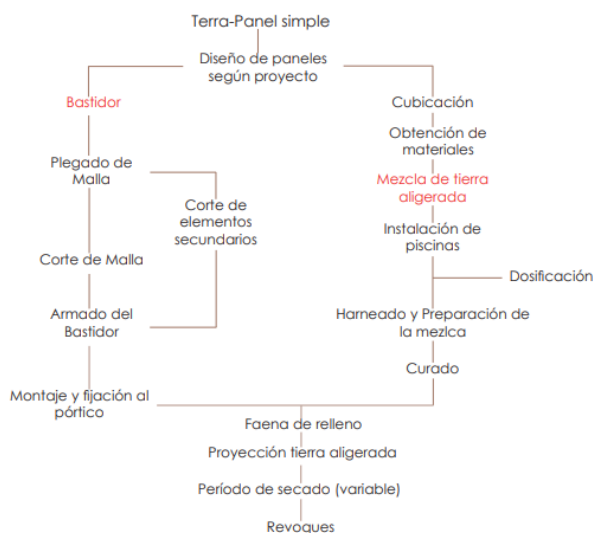 Terra-Panel simple
Diseño de paneles
según proyecto
Bastidor
Cubicación
Obtención de
materiales
Plegado de
Malla
Mezcla de tierra
aligerada
Corte de
elementos
secundarios
Instalación de
piscinas
Corte de Malla
Dosificación
Armado del
Bastidor
Harneado y Preparación de
la mezlca
Curado
Montaje y fijación al
pórtico
Faena de relleno
Proyección tierra aligerada
Período de secado (variable)
Revoques